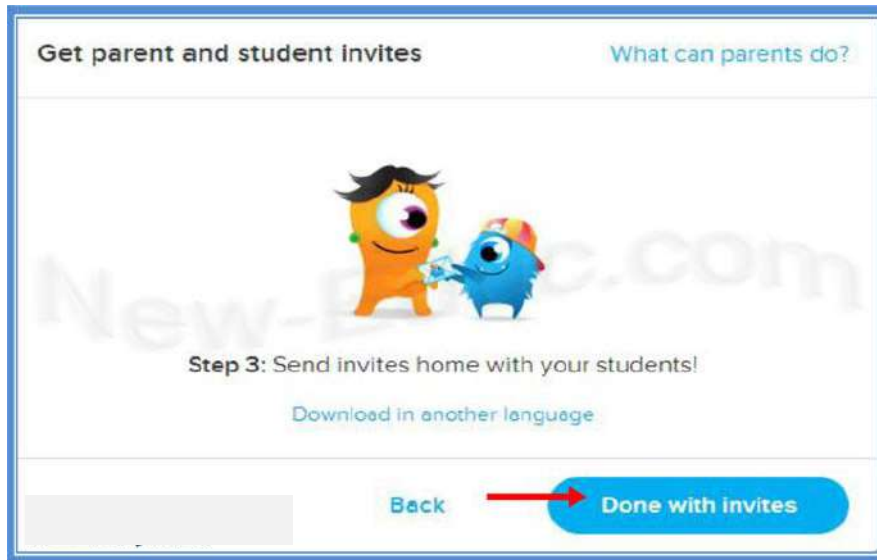 Get parent and student invites
What can parents do?
Step 3: Send invites home with your students!
Download in another language
Back
Done with invites